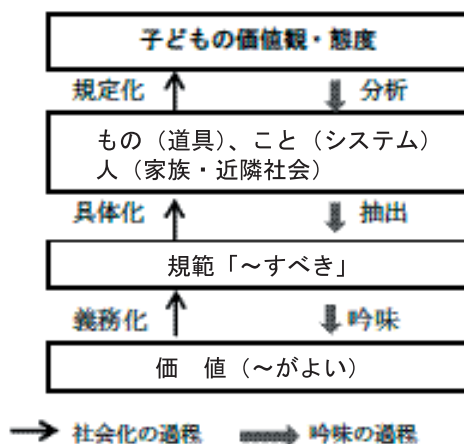 子どもの価値観・態度
規定化 分析
もの（道具）、こと（システム）
人（家族・近隣社会）
具体化 抽出
規範「～すべき」
義務化 吟味
価　値（～がよい）
社会化の過程 吟味の過程